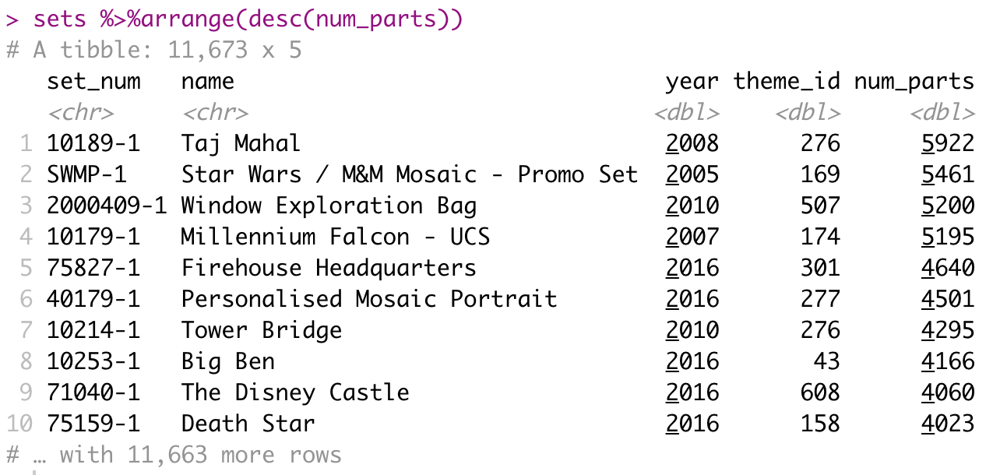 > sets %>%arrange(desc(num_parts))
# A tibble: 11,673 x 5
   set_num   name                               year theme_id num_parts
   <chr>     <chr>                             <dbl>    <dbl>     <dbl>
 1 10189-1   Taj Mahal                          2008      276      5922
 2 SWMP-1    Star Wars / M&M Mosaic - Promo Set 2005      169      5461
 3 2000409-1 Window Exploration Bag             2010      507      5200
 4 10179-1   Millennium Falcon - UCS            2007      174      5195
 5 75827-1   Firehouse Headquarters             2016      301      4640
 6 40179-1   Personalised Mosaic Portrait       2016      277      4501
 7 10214-1   Tower Bridge                       2010      276      4295
 8 10253-1   Big Ben                            2016       43      4166
 9 71040-1   The Disney Castle                  2016      608      4060
10 75159-1   Death Star                         2016      158      4023
# … with 11,663 more rows